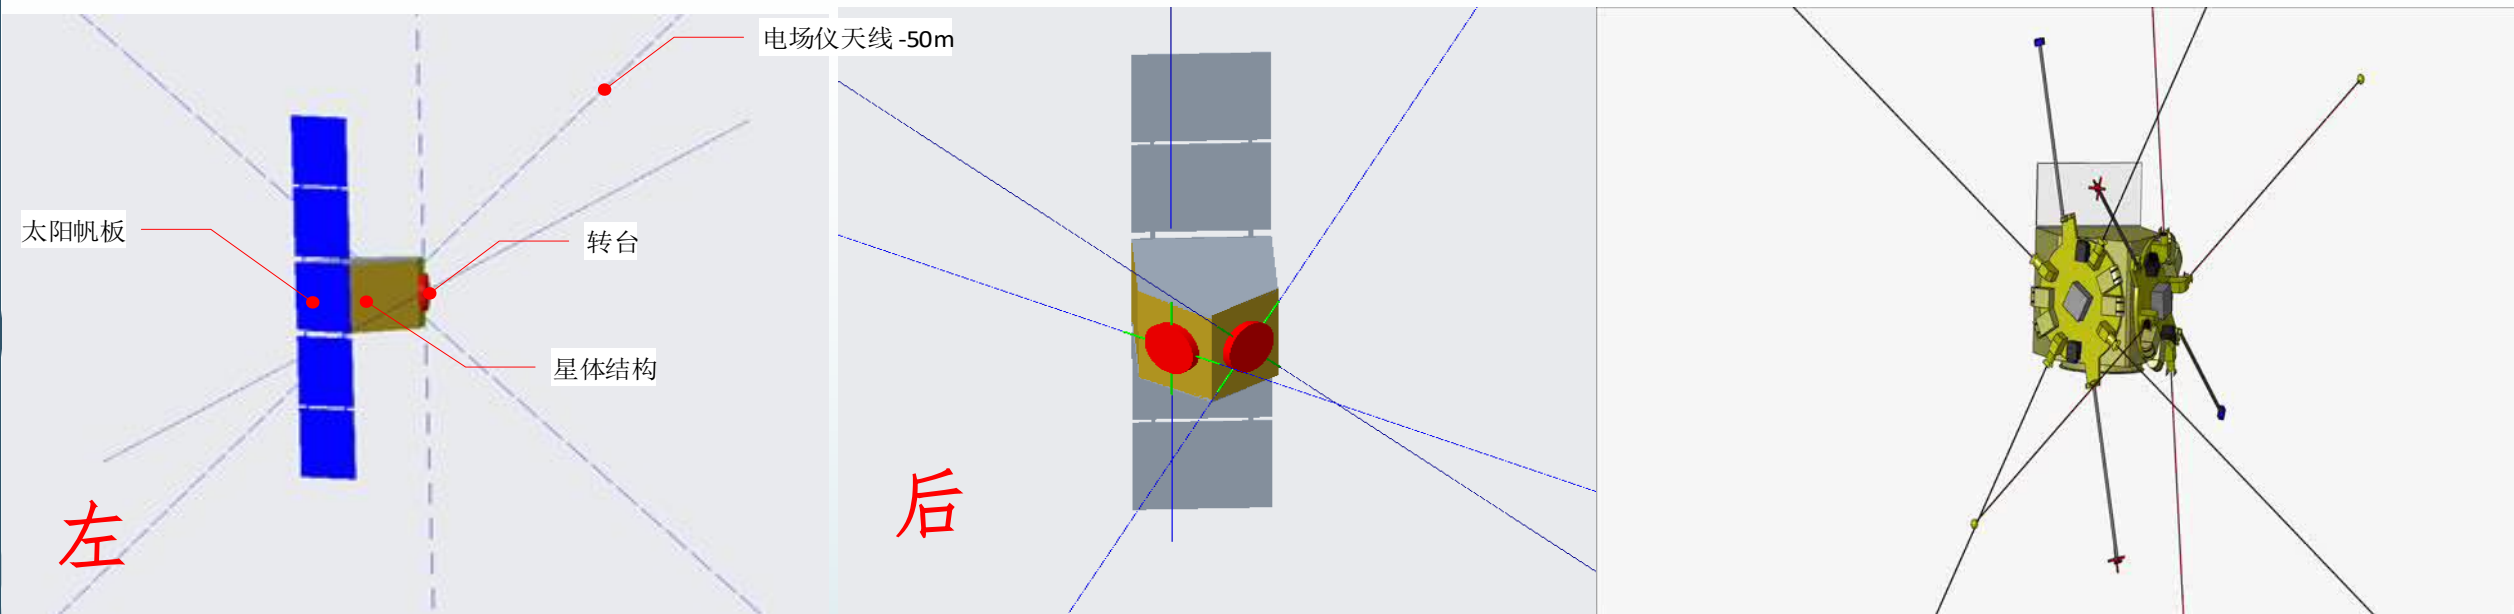 电场仪天线 -50m
太阳帆板
转台
星体结构
左
后